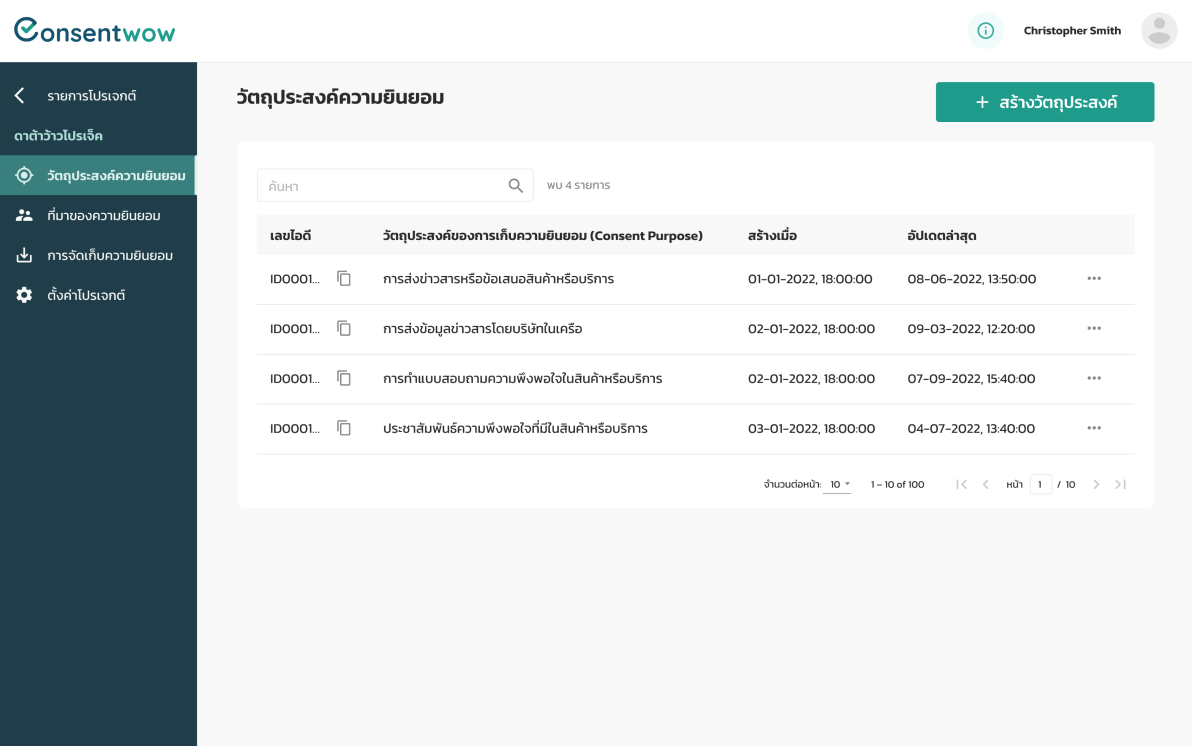 Consentwow
Christopher Smith
รายการโปรเจกต์
ดาต้าว้าวโปรเจ็ค
วัตถุประสงค์ความยินยอม
ที่มาของความยินยอม
การจัดเก็บความยินยอม
ตั้งค่าโปรเจกต์
วัตถุประสงค์ความยินยอม
+ สร้างวัตถุประสงค์
ค้นหา พบ 4 รายการ
เลขไอดี วัตถุประสงค์ของการเก็บความยินยอม (Consent Purpose) สร้างเมื่อ อัปเดตล่าสุด
ID0001... การส่งข่าวสารหรือข้อเสนอสินค้าหรือบริการ 01-01-2022, 18:00:00 08-06-2022, 13:50:00
ID0001... การส่งข้อมูลข่าวสารโดยบริษัทในเครือ 02-01-2022, 18:00:00 09-03-2022, 12:20:00
ID0001... การทำแบบสอบถามความพึงพอใจในสินค้าหรือบริการ 02-01-2022, 18:00:00 07-09-2022, 15:40:00
ID0001... ประชาสัมพันธ์ความพึงพอใจที่มีในสินค้าหรือบริการ 03-01-2022, 18:00:00 04-07-2022, 13:40:00
จำนวนต่อหน้า: 10 1 – 10 of 100 หน้า 1 / 10